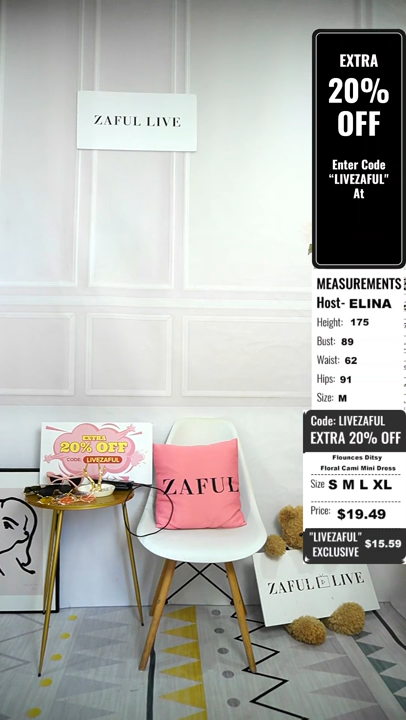 EXTRA
20%
OFF
Enter Code
“LIVEZAFUL”
At
ZAFUL LIVE
MEASUREMENTS
Host- ELINA
Height: 175
Bust: 89
Waist: 62
Hips: 91
Size: M
Code: LIVEZAFUL
EXTRA 20% OFF
Flounces Ditsy
Floral Cami Mini Dress
Size S M L XL
Price: $19.49
"LIVEZAFUL"
EXCLUSIVE $15.59
EXTRA
20% OFF
CODE: LIVEZAFUL
ZAFUL
ZAFUL LIVE